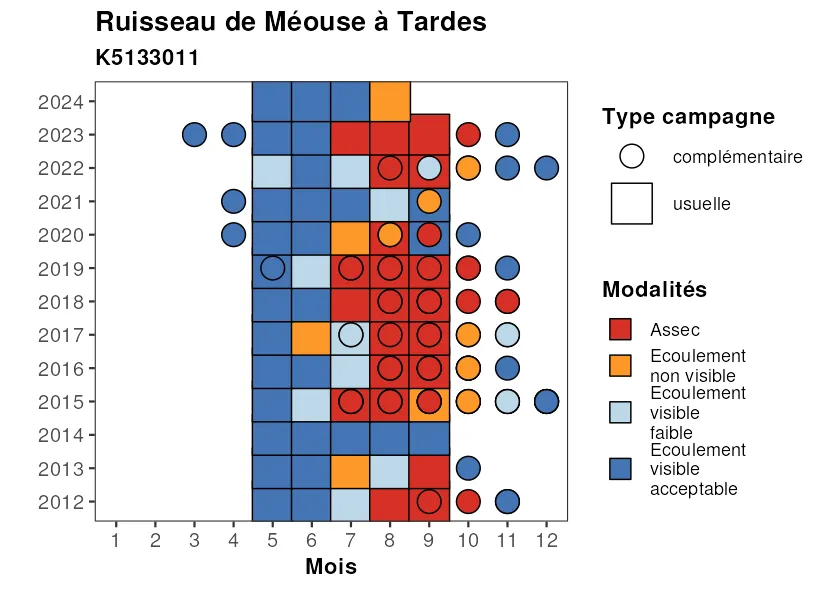 Ruisseau de Méouse à Tardes
K5133011
2024
2023
2022
2021
2020
2019
2018
2017
2016
2015
2014
2013
2012
1 2 3 4 5 6 7 8 9 10 11 12
Mois
Type campagne
complémentaire
usuelle
Modalités
Assec
Ecoulement
non visible
Ecoulement
visible
faible
Ecoulement
visible
acceptable